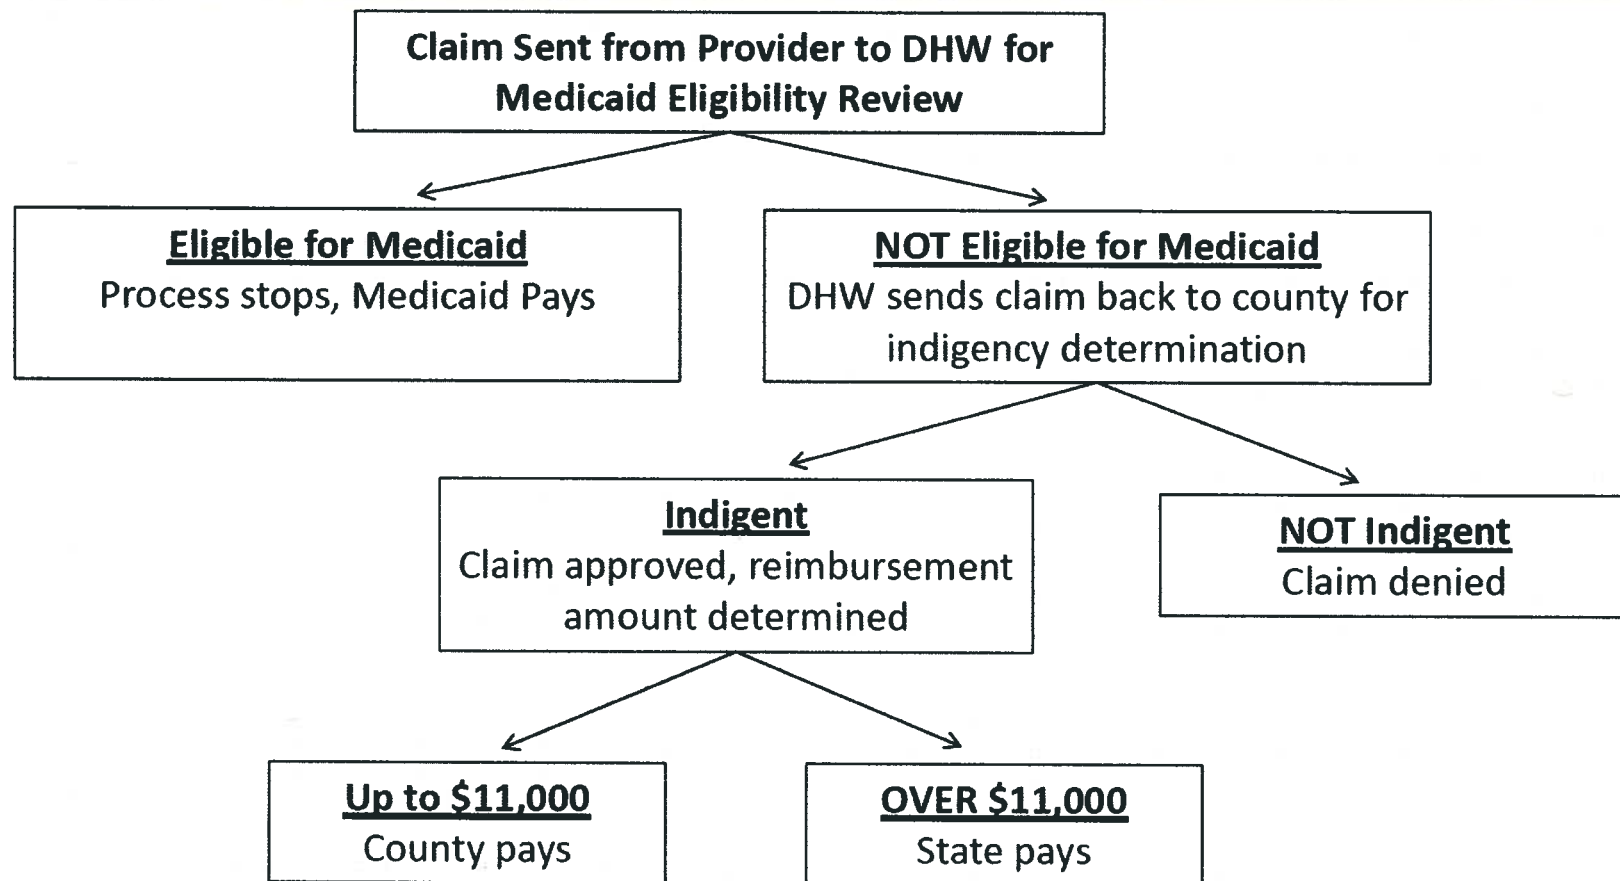 Claim Sent from Provider to DHW for
Medicaid Eligibility Review
Eligible for Medicaid
Process stops, Medicaid Pays
NOT Eligible for Medicaid
DHW sends claim back to county for
indigency determination
Indigent
Claim approved, reimbursement
amount determined
NOT Indigent
Claim denied
Up to $11,000
County pays
OVER $11,000
State pays